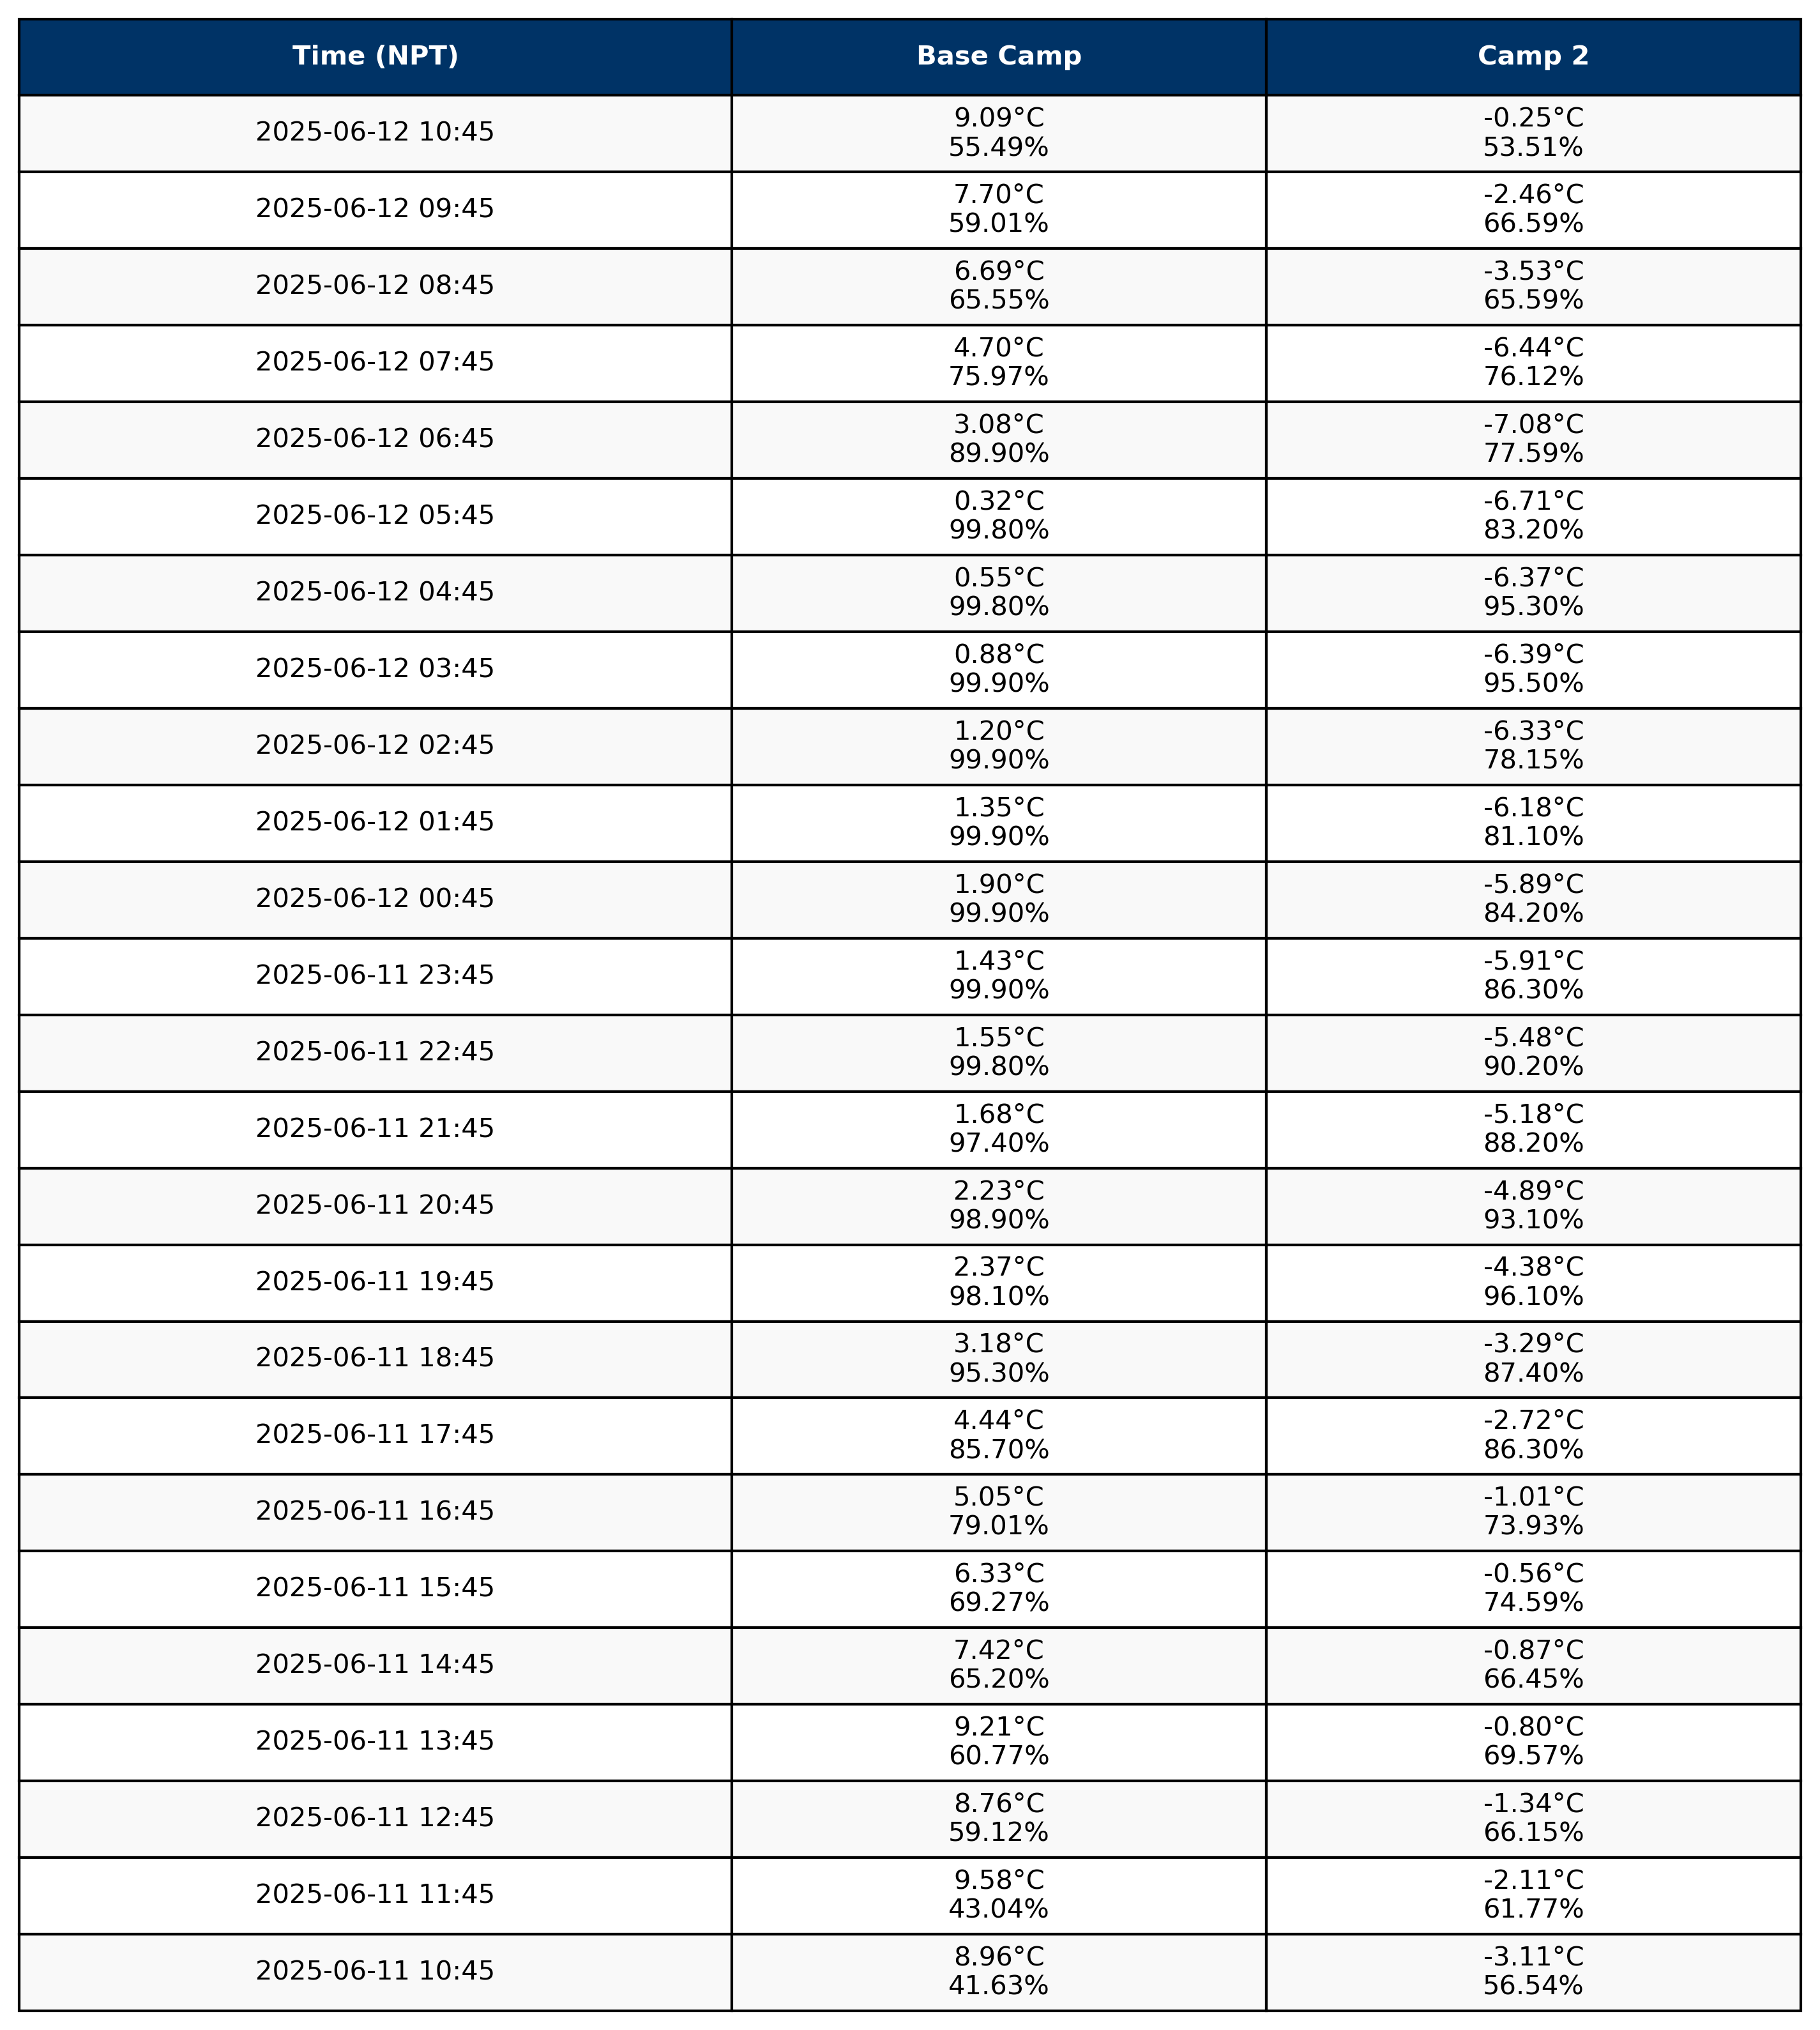 Time (NPT) Base Camp Camp 2
2025-06-12 10:45 9.09°C -0.25°C
55.49% 53.51%
2025-06-12 09:45 7.70°C -2.46°C
59.01% 66.59%
2025-06-12 08:45 6.69°C -3.53°C
65.55% 65.59%
2025-06-12 07:45 4.70°C -6.44°C
75.97% 76.12%
2025-06-12 06:45 3.08°C -7.08°C
89.90% 77.59%
2025-06-12 05:45 0.32°C -6.71°C
99.80% 83.20%
2025-06-12 04:45 0.55°C -6.37°C
99.80% 95.30%
2025-06-12 03:45 0.88°C -6.39°C
99.90% 95.50%
2025-06-12 02:45 1.20°C -6.33°C
99.90% 78.15%
2025-06-12 01:45 1.35°C -6.18°C
99.90% 81.10%
2025-06-12 00:45 1.90°C -5.89°C
99.90% 84.20%
2025-06-11 23:45 1.43°C -5.91°C
99.90% 86.30%
2025-06-11 22:45 1.55°C -5.48°C
99.80% 90.20%
2025-06-11 21:45 1.68°C -5.18°C
97.40% 88.20%
2025-06-11 20:45 2.23°C -4.89°C
98.90% 93.10%
2025-06-11 19:45 2.37°C -4.38°C
98.10% 96.10%
2025-06-11 18:45 3.18°C -3.29°C
95.30% 87.40%
2025-06-11 17:45 4.44°C -2.72°C
85.70% 86.30%
2025-06-11 16:45 5.05°C -1.01°C
79.01% 73.93%
2025-06-11 15:45 6.33°C -0.56°C
69.27% 74.59%
2025-06-11 14:45 7.42°C -0.87°C
65.20% 66.45%
2025-06-11 13:45 9.21°C -0.80°C
60.77% 69.57%
2025-06-11 12:45 8.76°C -1.34°C
59.12% 66.15%
2025-06-11 11:45 9.58°C -2.11°C
43.04% 61.77%
2025-06-11 10:45 8.96°C -3.11°C
41.63% 56.54%